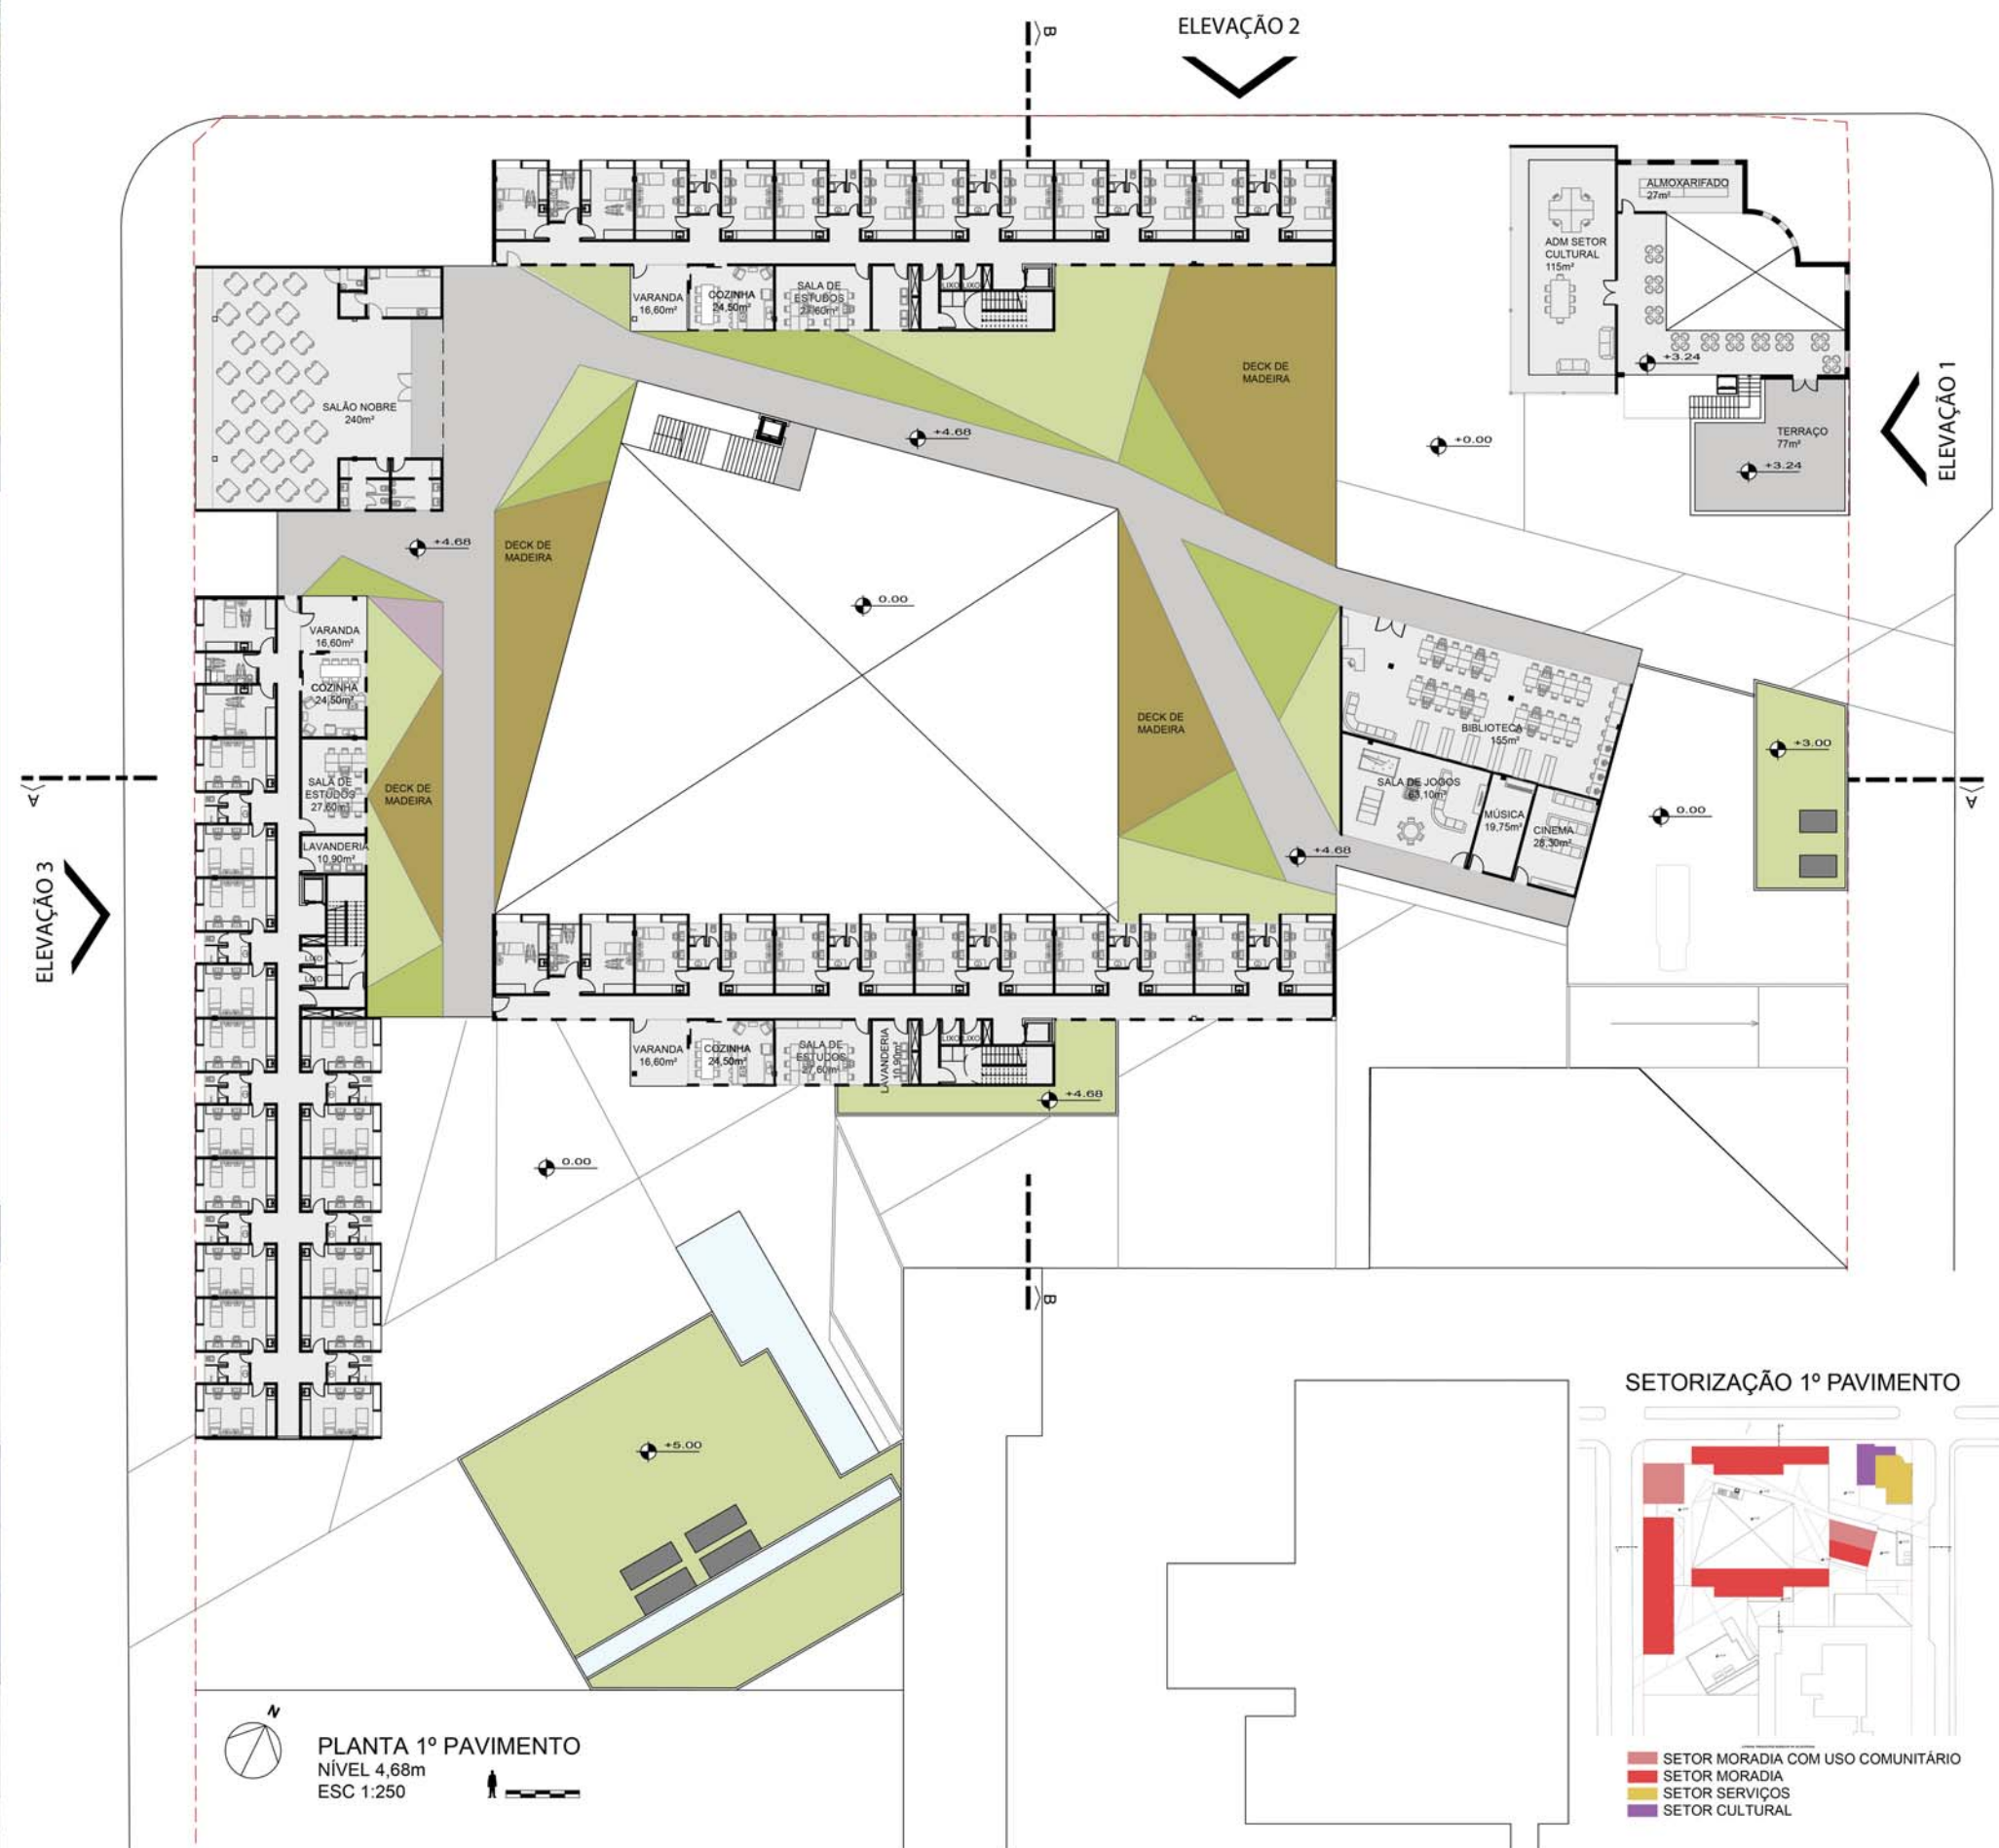 ELEVAÇÃO 2
B
ALMOXARIFADO
27m²
ADM SETOR
CULTURAL
115m²
VARANDA
16,60m²
COZINHA
24,50m²
SALA DE
ESTUDOS
27,60m²
LIXO
LIXO
+3.24
DECK DE
MADEIRA
ELEVAÇÃO 1
SALÃO NOBRE
240m²
+4.68
+0.00
TERRAÇO
77m²
+3.24
+4.68
DECK DE
MADEIRA
0.00
VARANDA
16,60m²
COZINHA
24,50m²
DECK DE
MADEIRA
BIBLIOTECA
155m²
+3.00
A
SALA DE
ESTUDOS
27,60m²
DECK DE
MADEIRA
SALA DE JOGOS
63,10m²
MÚSICA
19,75m²
CINEMA
28,30m²
0.00
A
LAVANDERIA
10,90m²
+4.68
ELEVAÇÃO 3
LIXO
LIXO
VARANDA
16,60m²
COZINHA
24,50m²
SALA DE
ESTUDOS
27,60m²
LAVANDERIA
10,90m²
LIXO
LIXO
+4.68
0.00
B
+5.00
SETORIZAÇÃO 1º PAVIMENTO
N
PLANTA 1º PAVIMENTO
NÍVEL 4,68m
ESC 1:250
SETOR MORADIA COM USO COMUNITÁRIO
SETOR MORADIA
SETOR SERVIÇOS
SETOR CULTURAL